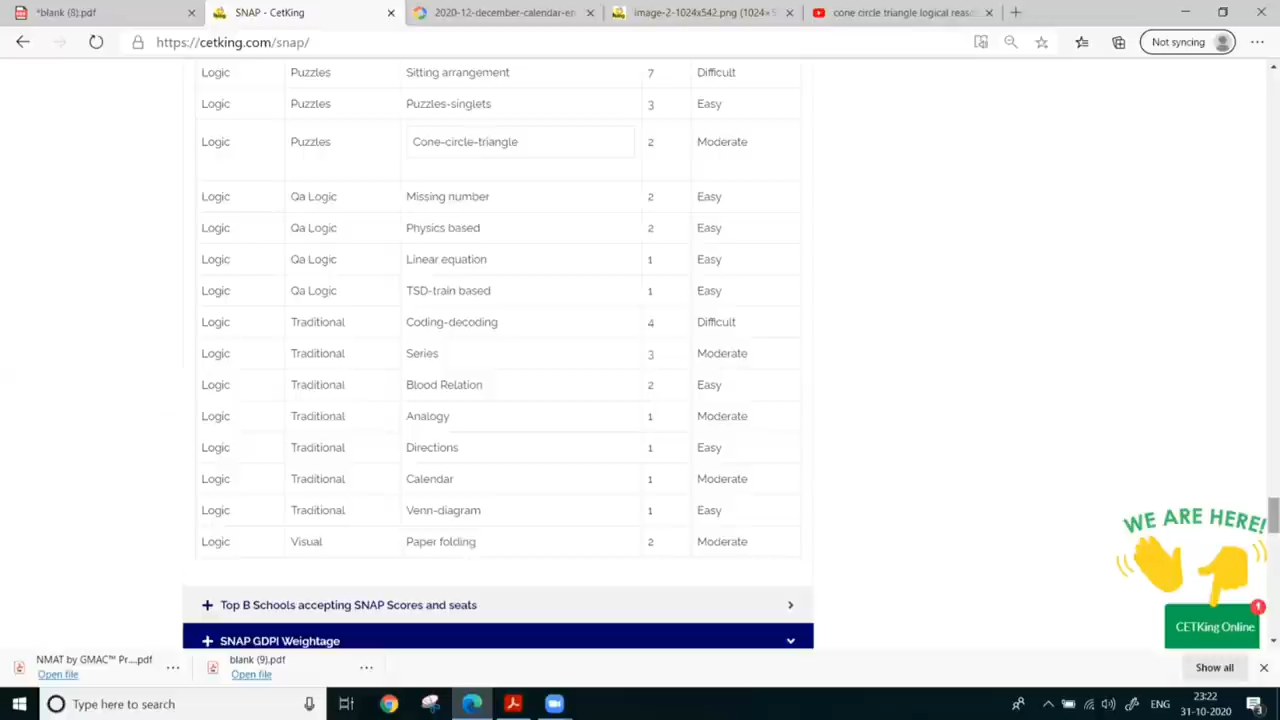 *blank (8).pdf
SNAP - CetKing
2020-12-december-calendar-en
image-2-1024x542.png (1024×5
cone circle triangle logical reaso
https://cetking.com/snap/
Not syncing
Logic Puzzles Sitting arrangement 7 Difficult
Logic Puzzles Puzzles-singlets 3 Easy
Logic Puzzles Cone-circle-triangle 2 Moderate
Logic Qa Logic Missing number 2 Easy
Logic Qa Logic Physics based 2 Easy
Logic Qa Logic Linear equation 1 Easy
Logic Qa Logic TSD-train based 1 Easy
Logic Traditional Coding-decoding 4 Difficult
Logic Traditional Series 3 Moderate
Logic Traditional Blood Relation 2 Easy
Logic Traditional Analogy 1 Moderate
Logic Traditional Directions 1 Easy
Logic Traditional Calendar 1 Moderate
Logic Traditional Venn-diagram 1 Easy
Logic Visual Paper folding 2 Moderate
WE ARE HERE!
1
CETKing Online
Top B Schools accepting SNAP Scores and seats
SNAP GDPI Weightage
NMAT by GMAC™ Pr....pdf
Open file
blank (9).pdf
Open file
Show all
Type here to search
ENG
23:22
31-10-2020
3